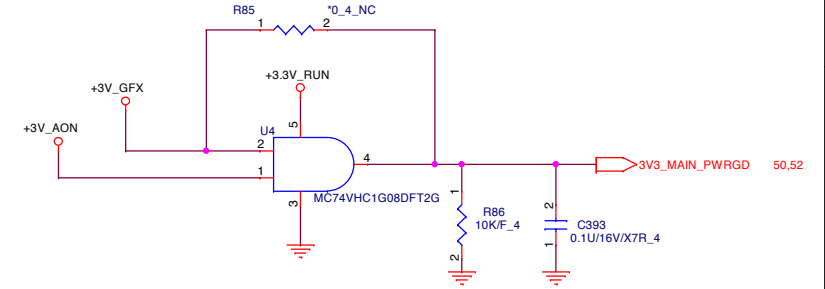 R85
1 2 *0_4_NC
+3.3V_RUN
+3V_GFX
+3V_AON
U4
5
2
1
4
3
MC74VHC1G08DFT2G
3V3_MAIN_PWRGD 50,52
1
2
R86
10K/F_4
2
1
C393
0.1U/16V/X7R_4